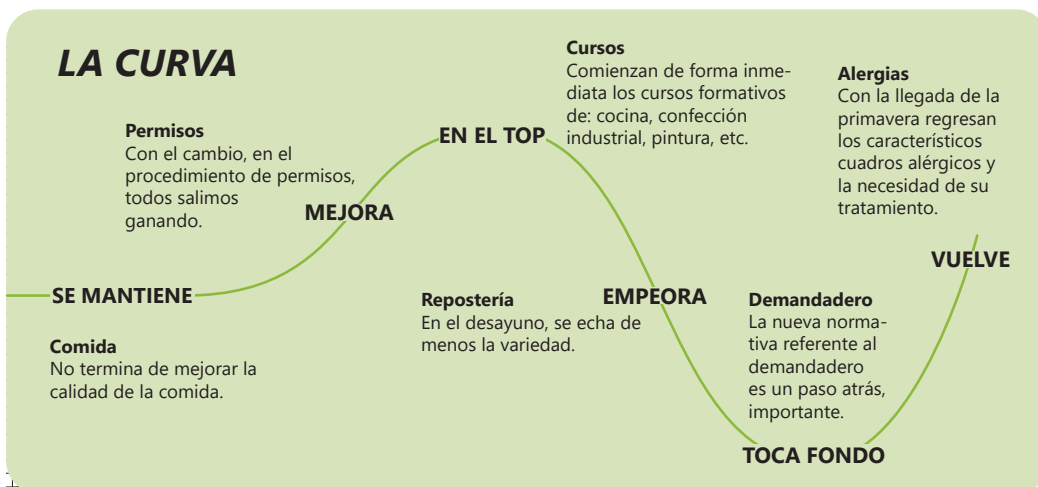 LA CURVA
Permisos
Con el cambio, en el
procedimiento de permisos,
todos salimos
ganando.
MEJORA
SE MANTIENE
Comida
No termina de mejorar la
calidad de la comida.
EN EL TOP
Cursos
Comienzan de forma inme-
diata los cursos formativos
de: cocina, confección
industrial, pintura, etc.
Repostería
En el desayuno, se echa de
menos la variedad.
EMPEORA
Demandadero
La nueva norma-
tiva referente al
demandadero
es un paso atrás,
importante.
TOCA FONDO
Alergias
Con la llegada de la
primavera regresan
los característicos
cuadros alérgicos y
la necesidad de su
tratamiento.
VUELVE